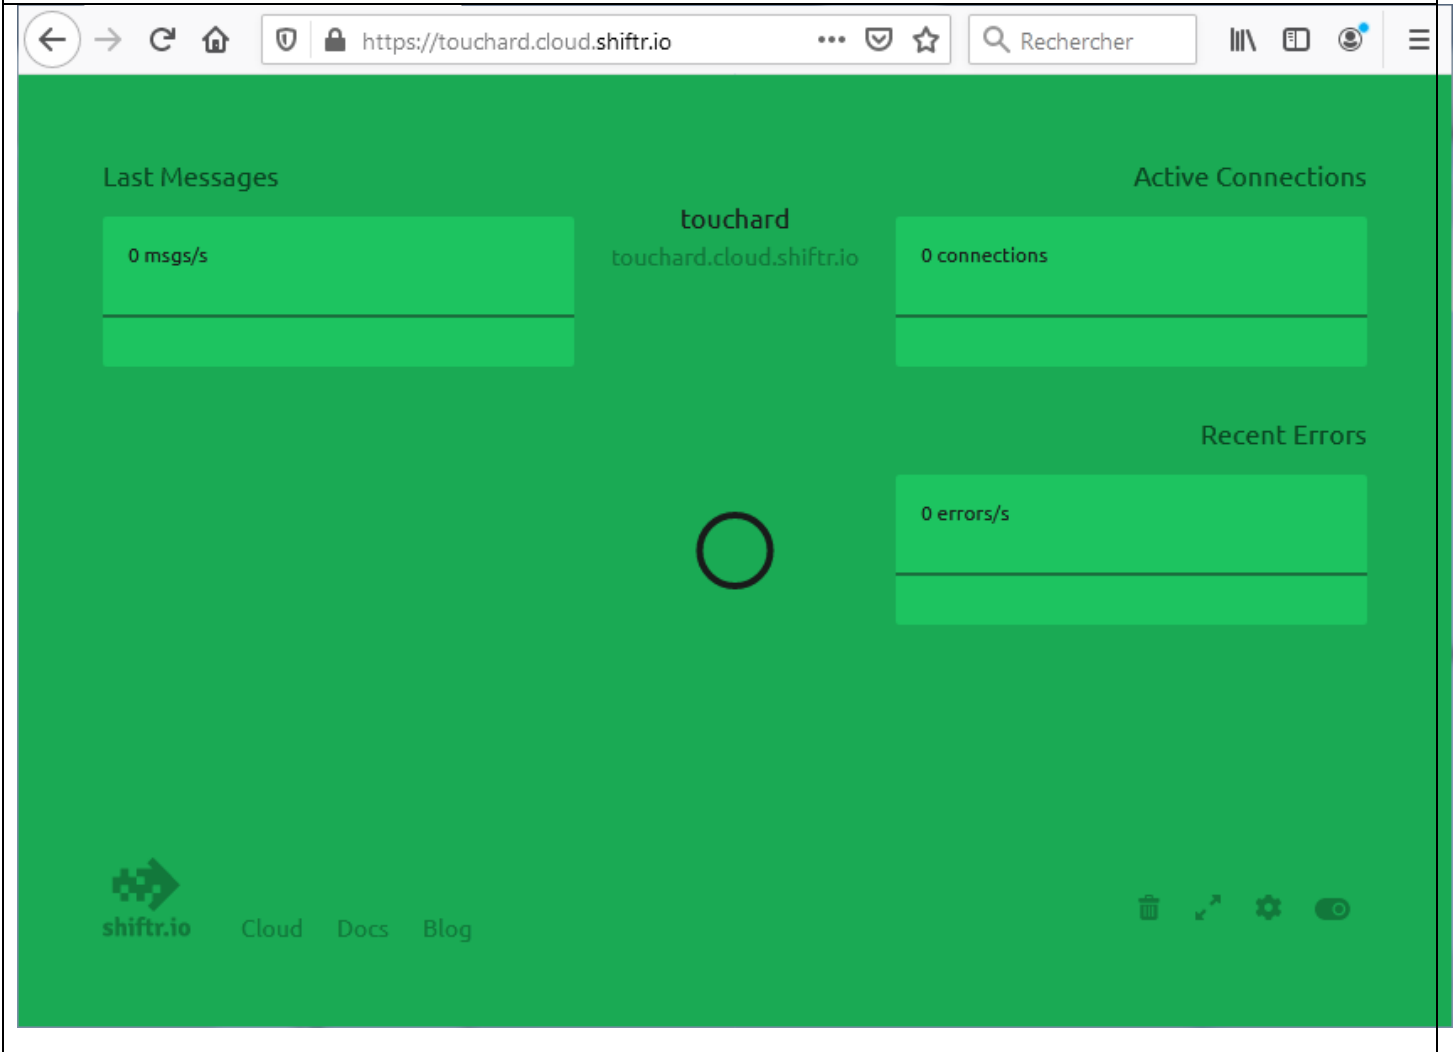 https://touchard.cloud.shiftr.io
Rechercher
Last Messages
0 msgs/s
touchard
touchard.cloud.shiftr.io
Active Connections
0 connections
Recent Errors
0 errors/s
shiftr.io
Cloud
Docs
Blog